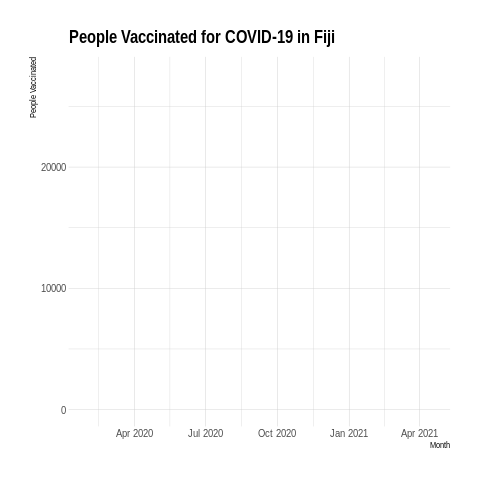 People Vaccinated for COVID-19 in Fiji
People Vaccinated
20000
10000
0
Apr 2020 Jul 2020 Oct 2020 Jan 2021 Apr 2021
Month